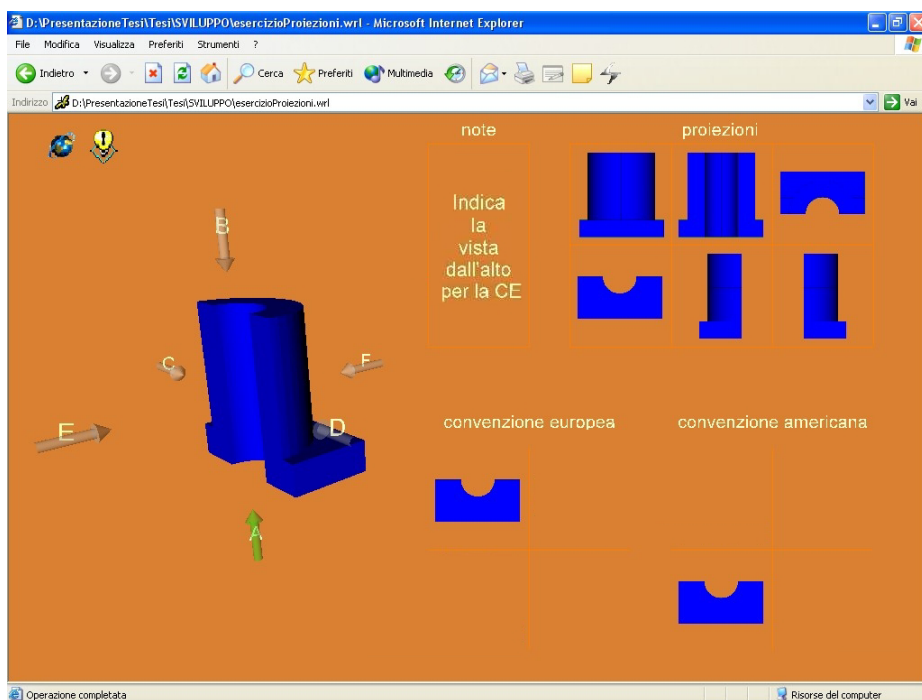 D:\PresentazioneTesi\Tesi\SVILUPPO\esercizioProiezioni.wrl - Microsoft Internet Explorer
File Modifica Visualizza Preferiti Strumenti ?
Indietro Cerca Preferiti Multimedia
Indirizzo D:\PresentazioneTesi\Tesi\SVILUPPO\esercizioProiezioni.wrl Vai
note
proiezioni
Indica
la
vista
dall'alto
per la CE
B
C
F
E
D
A
convenzione europea
convenzione americana
Operazione completata
Risorse del computer